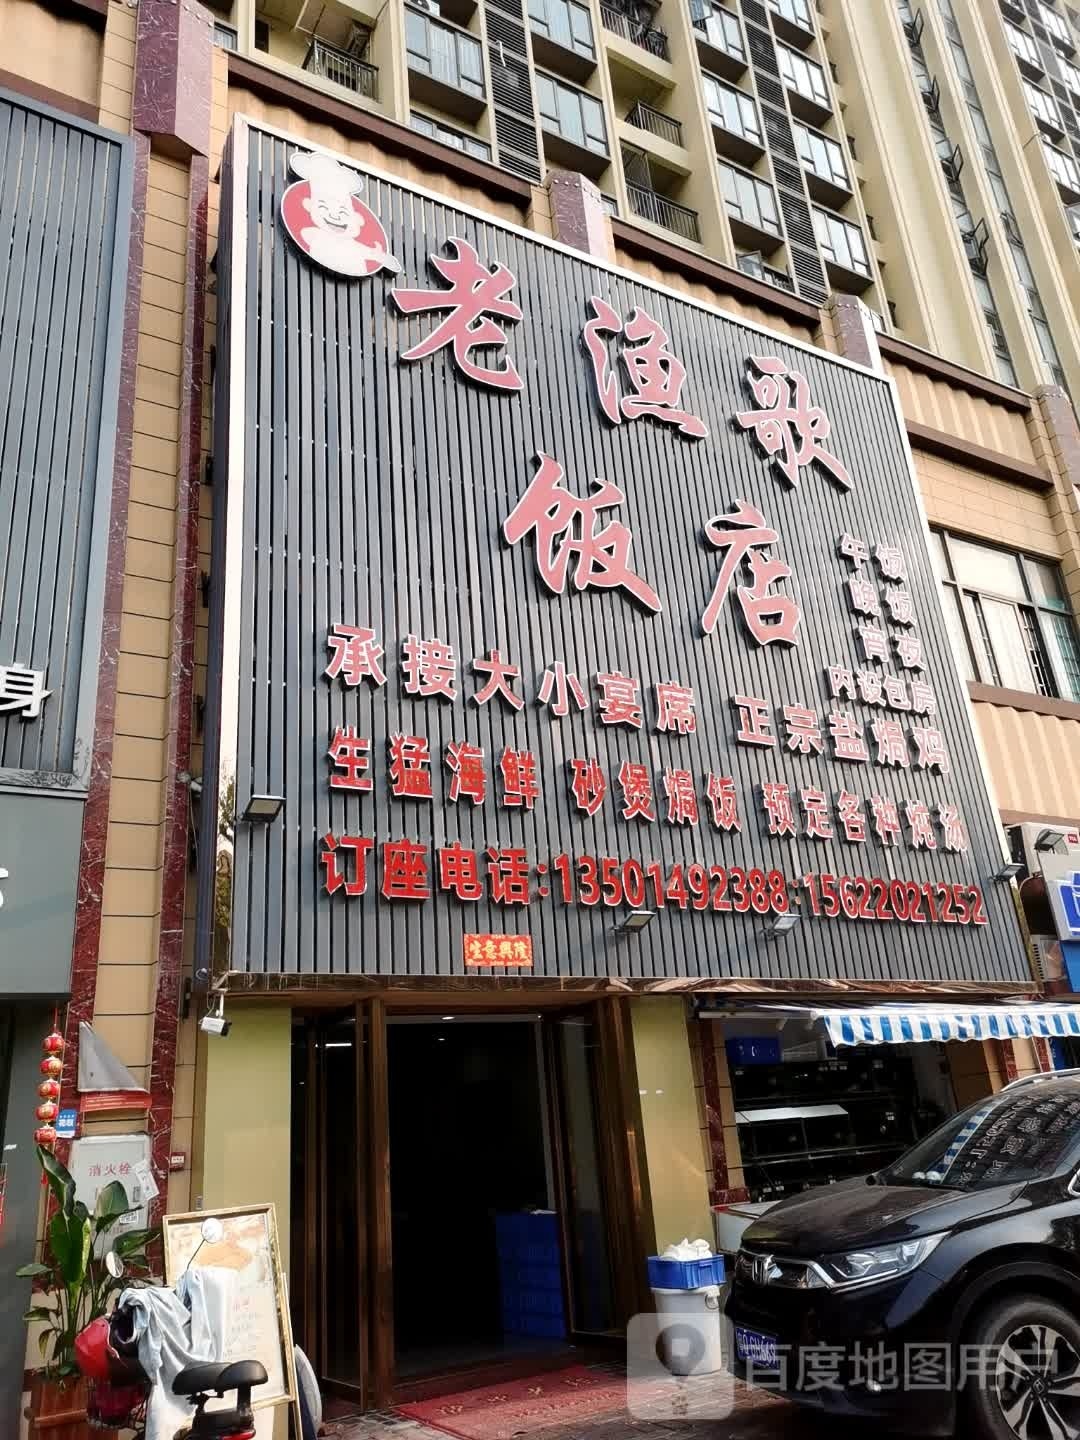 老渔歌
饭店
午饭
晚饭
宵夜
内设包房
承接大小宴席 正宗盐焗鸡
生猛海鲜 砂煲焗饭 预定各种炖汤
订座电话:13501492388:15622021252
生意興隆
身
消火栓
百度地图用户